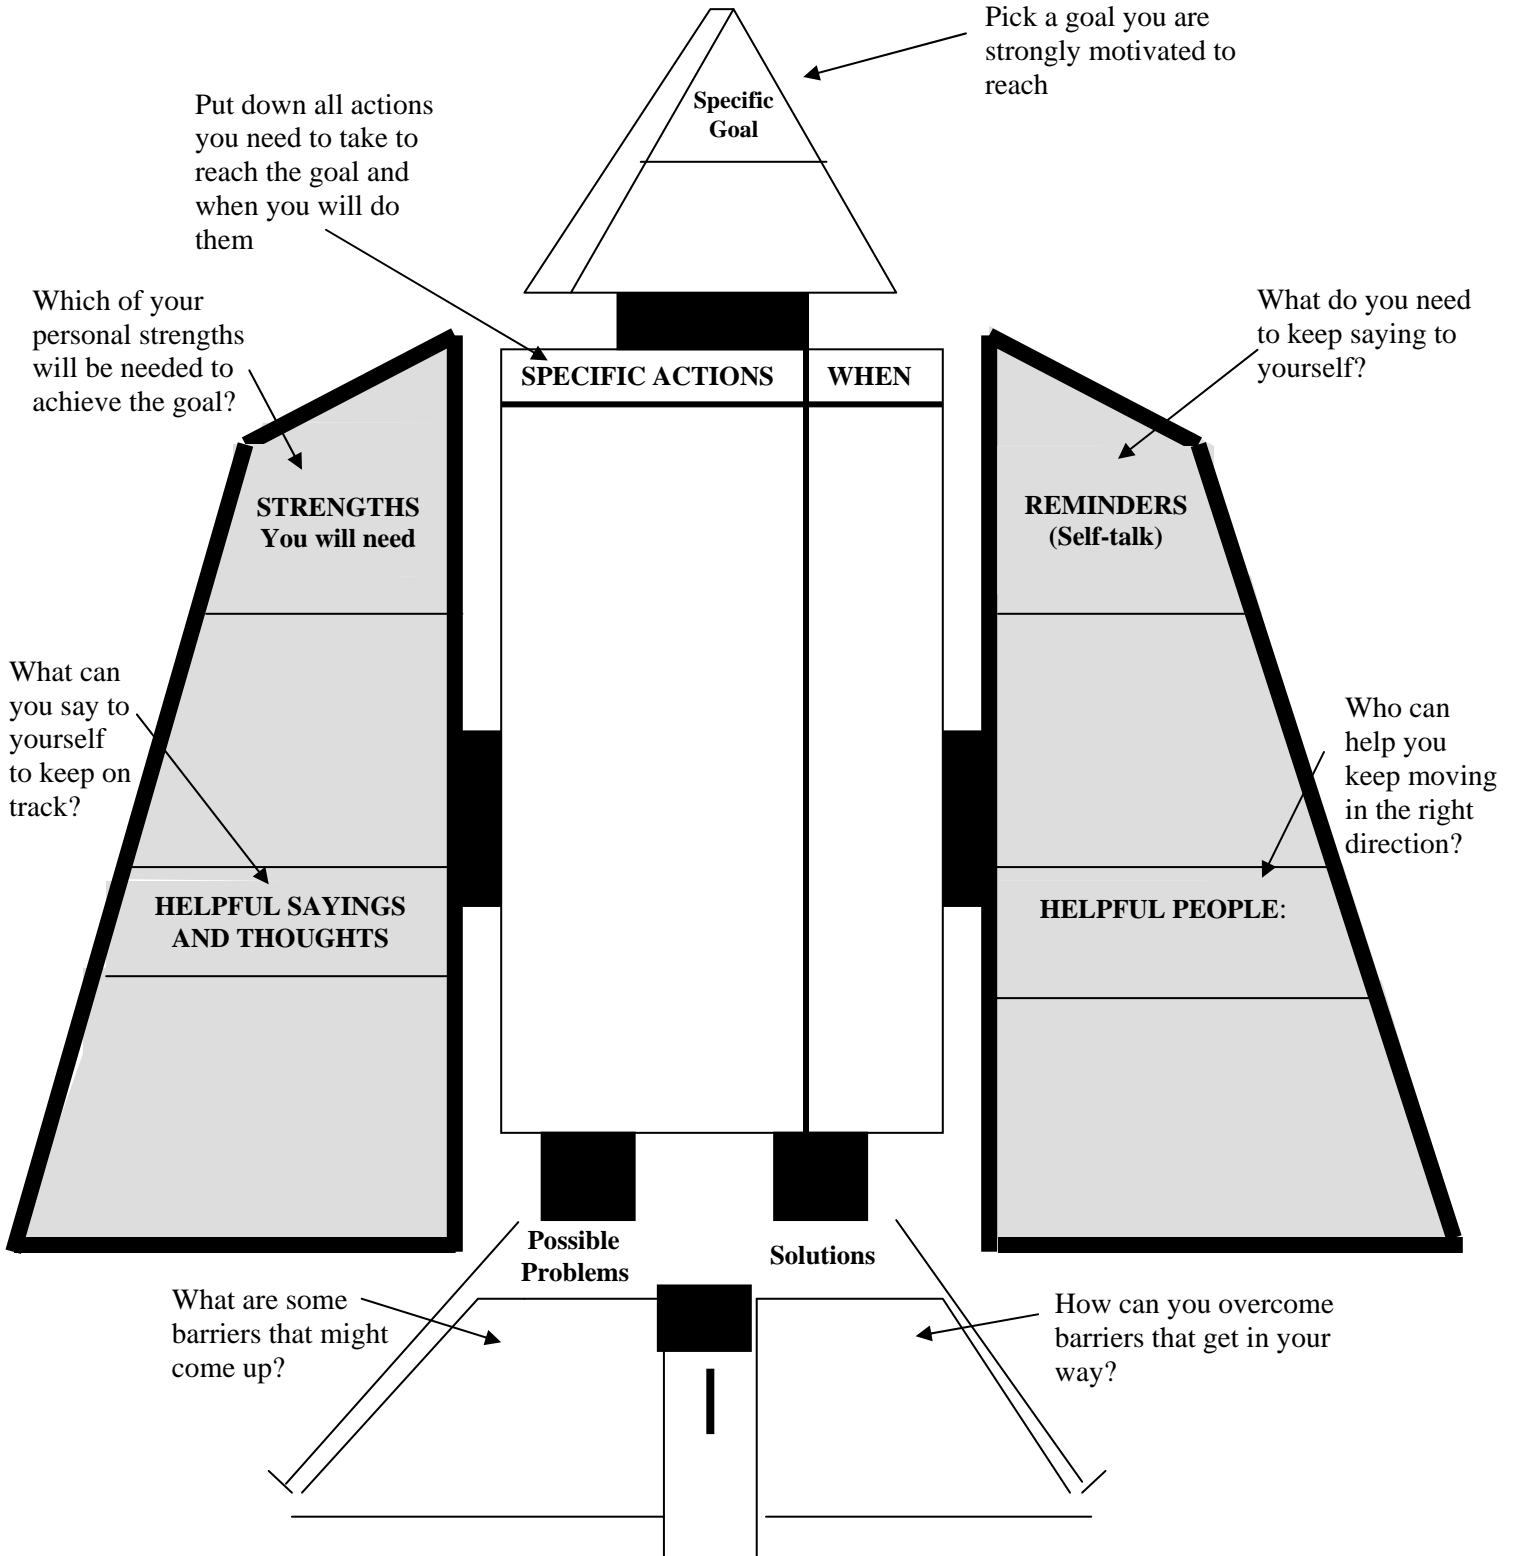 Pick a goal you are
strongly motivated to
reach
Specific
Goal
Put down all actions
you need to take to
reach the goal and
when you will do
them
Which of your
personal strengths
will be needed to
achieve the goal?
What do you need
to keep saying to
yourself?
SPECIFIC ACTIONS
WHEN
STRENGTHS
You will need
REMINDERS
(Self-talk)
What can
you say to
yourself
to keep on
track?
Who can
help you
keep moving
in the right
direction?
HELPFUL SAYINGS
AND THOUGHTS
HELPFUL PEOPLE:
Possible
Problems
Solutions
What are some
barriers that might
come up?
How can you overcome
barriers that get in your
way?